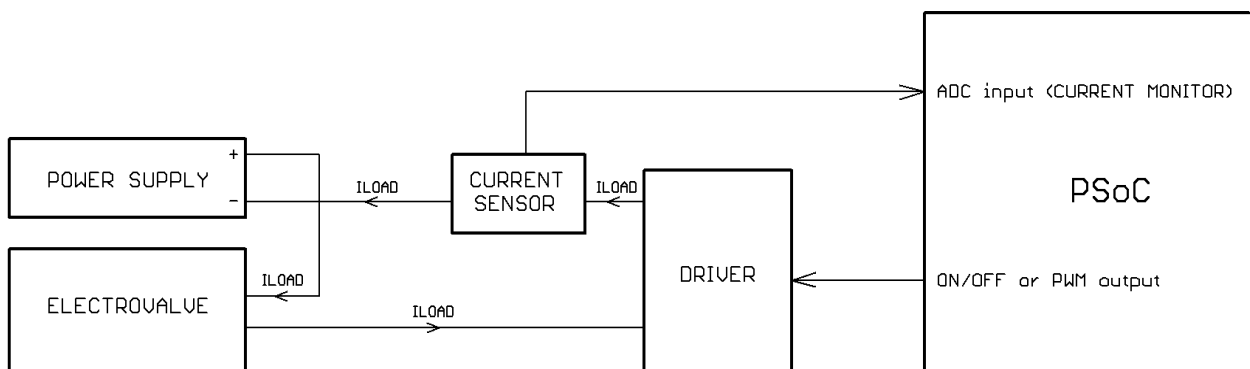 ADC input (CURRENT MONITOR)
+
POWER SUPPLY
-
ILOAD
CURRENT
SENSOR
ILOAD
PSoC
DRIVER
ON/OFF or PWM output
ILOAD
ELECTROVALVE
ILOAD